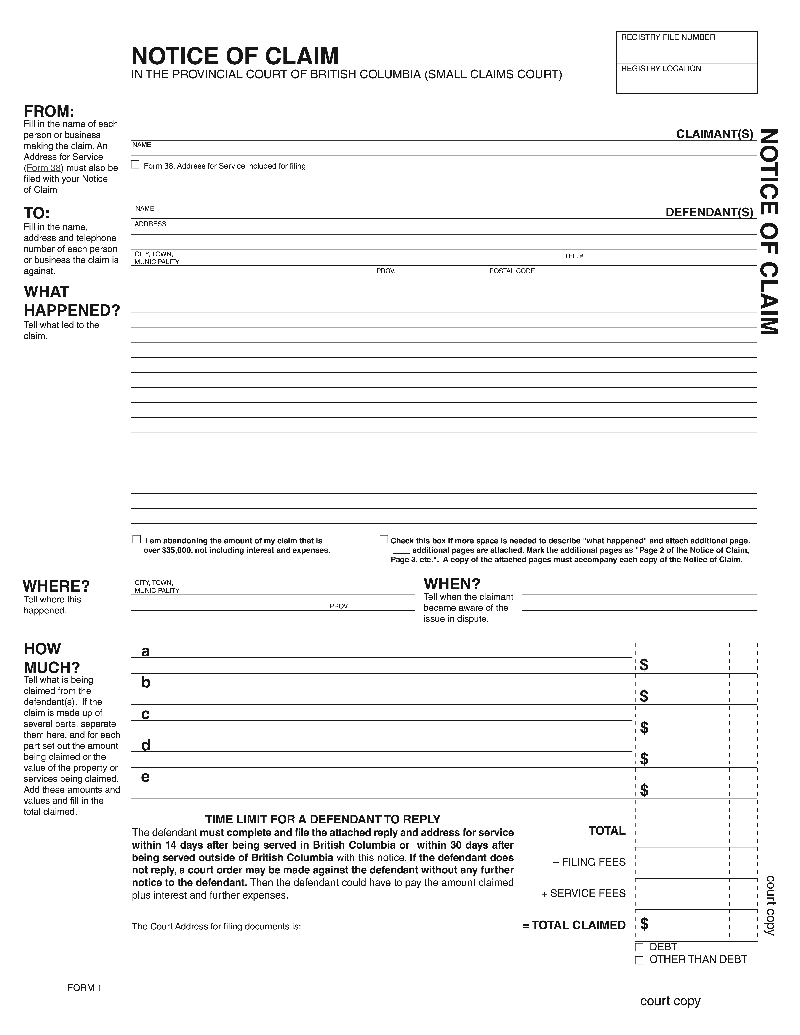 REGISTRY FILE NUMBER
NOTICE OF CLAIM
IN THE PROVINCIAL COURT OF BRITISH COLUMBIA (SMALL CLAIMS COURT)
REGISTRY LOCATION
FROM:
Fill in the name of each
person or business
making the claim. An
Address for Service
(Form 38) must also be
filed with your Notice
of Claim
CLAIMANT(S)
NAME
Form 38, Address for Service included for filing
NOTICE OF CLAIM
TO:
Fill in the name,
address and telephone
number of each person
or business the claim is
against.
NAME
DEFENDANT(S)
ADDRESS
CITY, TOWN,
MUNICIPALITY
TEL.#
PROV.
POSTAL CODE
WHAT
HAPPENED?
Tell what led to the
claim.
I am abandoning the amount of my claim that is
over $35,000, not including interest and expenses.
Check this box if more space is needed to describe "what happened" and attach additional page.
____ additional pages are attached. Mark the additional pages as "Page 2 of the Notice of Claim,
Page 3, etc.". A copy of the attached pages must accompany each copy of the Notice of Claim.
WHERE?
Tell where this
happened.
CITY, TOWN,
MUNICIPALITY
PROV.
WHEN?
Tell when the claimant
became aware of the
issue in dispute.
HOW
MUCH?
Tell what is being
claimed from the
defendant(s). If the
claim is made up of
several parts, separate
them here, and for each
part set out the amount
being claimed or the
value of the property or
services being claimed.
Add these amounts and
values and fill in the
total claimed.
a
$
b
$
c
$
d
$
e
$
TIME LIMIT FOR A DEFENDANT TO REPLY
The defendant must complete and file the attached reply and address for service
within 14 days after being served in British Columbia or within 30 days after
being served outside of British Columbia with this notice. If the defendant does
not reply, a court order may be made against the defendant without any further
notice to the defendant. Then the defendant could have to pay the amount claimed
plus interest and further expenses.
TOTAL
+ FILING FEES
+ SERVICE FEES
The Court Address for filing documents is:
= TOTAL CLAIMED $
court copy
DEBT
OTHER THAN DEBT
FORM 1
court copy